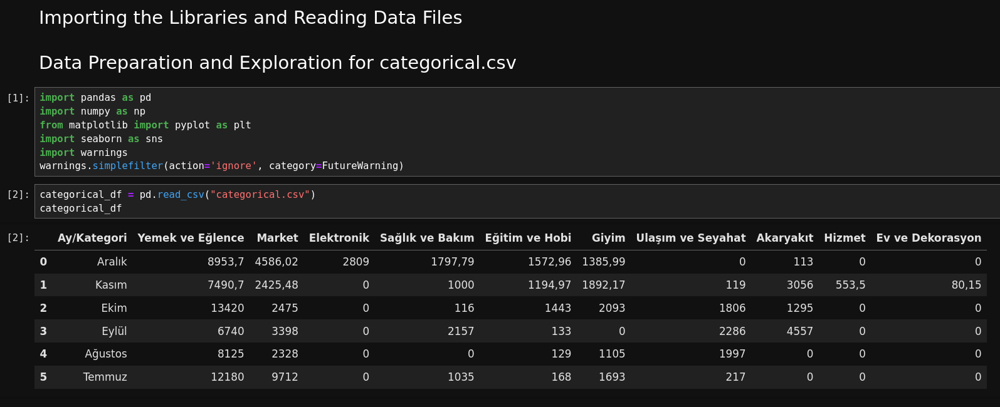 Importing the Libraries and Reading Data Files
Data Preparation and Exploration for categorical.csv
[1]:
import pandas as pd
import numpy as np
from matplotlib import pyplot as plt
import seaborn as sns
import warnings
warnings.simplefilter(action='ignore', category=FutureWarning)
[2]:
categorical_df = pd.read_csv("categorical.csv")
categorical_df
[2]:
Ay/Kategori Yemek ve Eğlence Market Elektronik Sağlık ve Bakım Eğitim ve Hobi Giyim Ulaşım ve Seyahat Akaryakıt Hizmet Ev ve Dekorasyon
0 Aralık 8953,7 4586,02 2809 1797,79 1572,96 1385,99 0 113 0 0
1 Kasım 7490,7 2425,48 0 1000 1194,97 1892,17 119 3056 553,5 80,15
2 Ekim 13420 2475 0 116 1443 2093 1806 1295 0 0
3 Eylül 6740 3398 0 2157 133 0 2286 4557 0 0
4 Ağustos 8125 2328 0 0 129 1105 1997 0 0 0
5 Temmuz 12180 9712 0 1035 168 1693 217 0 0 0